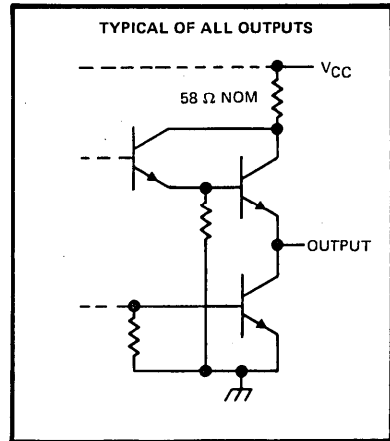 TYPICAL OF ALL OUTPUTS
VCC
58 Ω NOM
OUTPUT